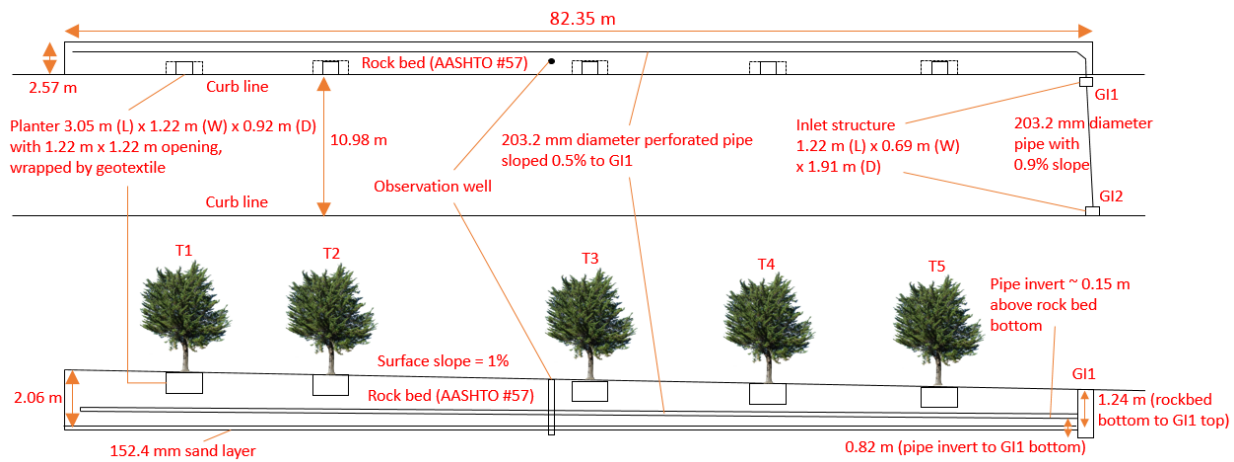 82.35 m
2.57 m
Rock bed (AASHTO #57)
Curb line
GI1
Planter 3.05 m (L) x 1.22 m (W) x 0.92 m (D)
with 1.22 m x 1.22 m opening,
wrapped by geotextile
10.98 m
203.2 mm diameter perforated pipe
sloped 0.5% to GI1
Inlet structure
1.22 m (L) x 0.69 m (W)
x 1.91 m (D)
203.2 mm diameter
pipe with
0.9% slope
Observation well
Curb line
GI2
T1
T2
T3
T4
T5
Pipe invert ~ 0.15 m
above rock bed
bottom
Surface slope = 1%
GI1
2.06 m
Rock bed (AASHTO #57)
1.24 m (rockbed
bottom to GI1 top)
152.4 mm sand layer
0.82 m (pipe invert to GI1 bottom)